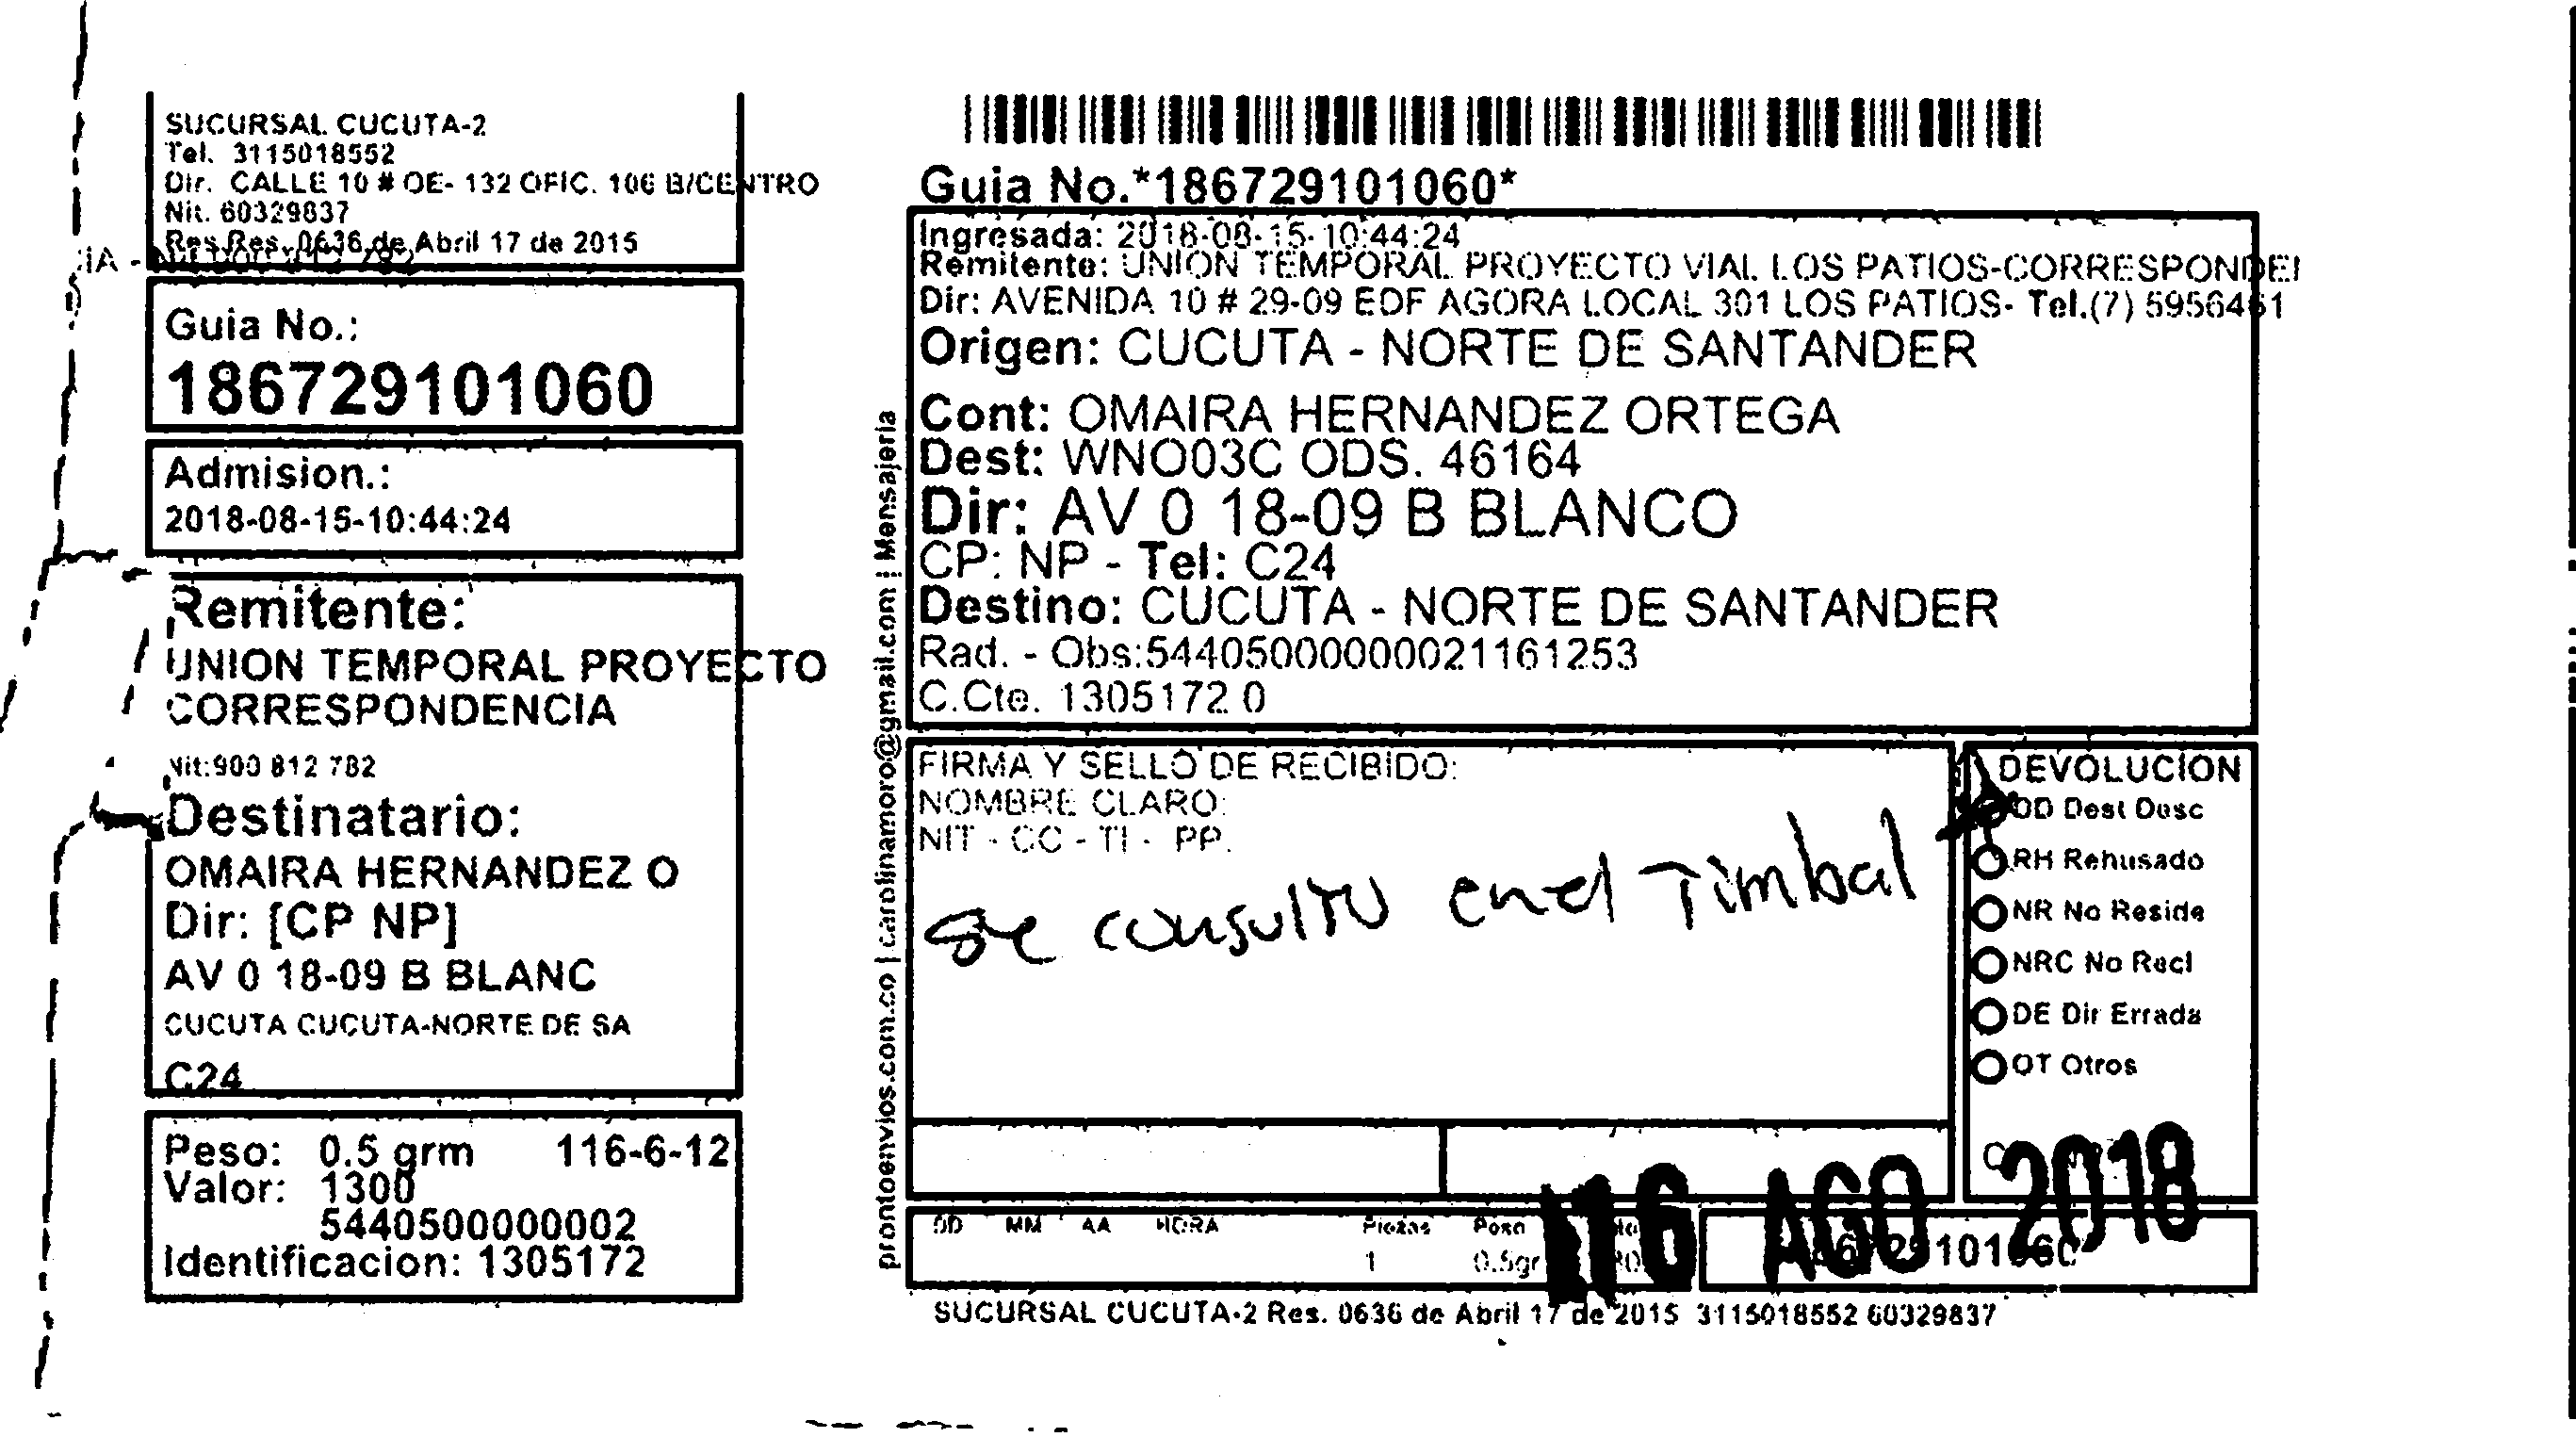 SUCURSAL CUCUTA-2
Tel. 3115018552
Dir. CALLE 10 # OE- 132 OFIC. 106 B/CENTRO
Nit. 60329837
Res.Res. 0636 de Abril 17 de 2015
Guia No.:
186729101060
Admision.:
2018-08-15-10:44:24
Remitente:
UNION TEMPORAL PROYECTO
CORRESPONDENCIA
Nit:900 812 782
Destinatario:
OMAIRA HERNANDEZ O
Dir: [CP NP]
AV 0 18-09 B BLANC
CUCUTA CUCUTA-NORTE DE SA
C24
Peso: 0.5 grm 116-6-12
Valor: 1300
5440500000002
Identificacion: 1305172
prontoenvios.com.co | carolinamoro@gmail.com | Mensajeria
Guia No.*186729101060*
Ingresada: 2018-08-15-10:44:24
Remitente: UNION TEMPORAL PROYECTO VIAL LOS PATIOS-CORRESPONDEI
Dir: AVENIDA 10 # 29-09 EDF AGORA LOCAL 301 LOS PATIOS- Tel.(7) 5956461
Origen: CUCUTA - NORTE DE SANTANDER
Cont: OMAIRA HERNANDEZ ORTEGA
Dest: WNO03C ODS. 46164
Dir: AV 0 18-09 B BLANCO
CP: NP - Tel: C24
Destino: CUCUTA - NORTE DE SANTANDER
Rad. - Obs:544050000000021161253
C.Cte. 1305172 0
FIRMA Y SELLO DE RECIBIDO:
NOMBRE CLARO:
NIT - CC - TI - PP.
se consulto en el Timbal
DEVOLUCION
DD Dest Desc
RH Rehusado
NR No Reside
NRC No Recl
DE Dir Errada
OT Otros
16 AGO 2018
DD MM AA HORA Piezas Peso
1 0.5gr
SUCURSAL CUCUTA-2 Res. 0636 de Abril 17 de 2015 3115018552 60329837